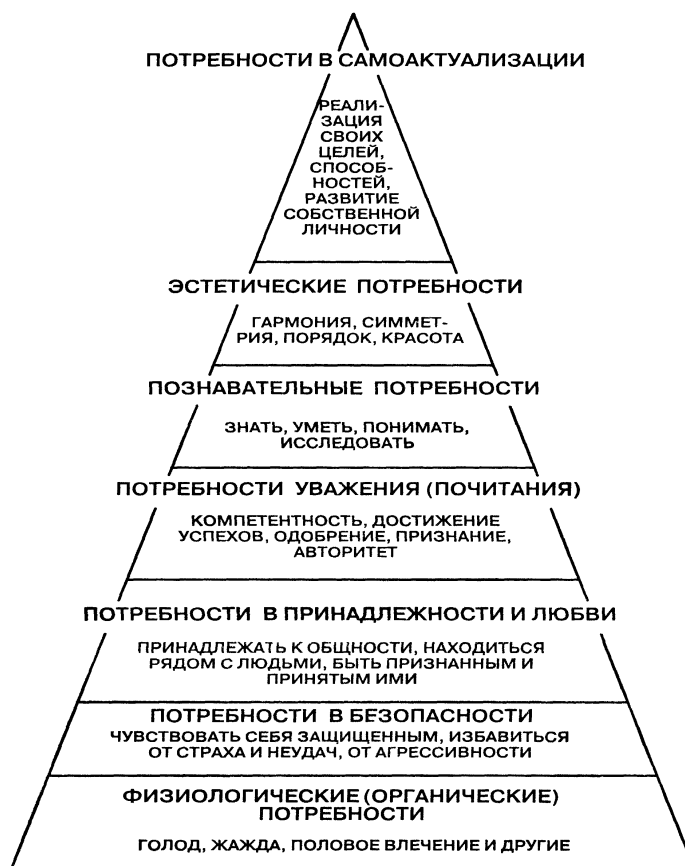 ПОТРЕБНОСТИ В САМОАКТУАЛИЗАЦИИ
РЕАЛИ-
ЗАЦИЯ
СВОИХ
ЦЕЛЕЙ,
СПОСОБ-
НОСТЕЙ,
РАЗВИТИЕ
СОБСТВЕННОЙ
ЛИЧНОСТИ
ЭСТЕТИЧЕСКИЕ ПОТРЕБНОСТИ
ГАРМОНИЯ, СИММЕТ-
РИЯ, ПОРЯДОК, КРАСОТА
ПОЗНАВАТЕЛЬНЫЕ ПОТРЕБНОСТИ
ЗНАТЬ, УМЕТЬ, ПОНИМАТЬ,
ИССЛЕДОВАТЬ
ПОТРЕБНОСТИ УВАЖЕНИЯ (ПОЧИТАНИЯ)
КОМПЕТЕНТНОСТЬ, ДОСТИЖЕНИЕ
УСПЕХОВ, ОДОБРЕНИЕ, ПРИЗНАНИЕ,
АВТОРИТЕТ
ПОТРЕБНОСТИ В ПРИНАДЛЕЖНОСТИ И ЛЮБВИ
ПРИНАДЛЕЖАТЬ К ОБЩНОСТИ, НАХОДИТЬСЯ
РЯДОМ С ЛЮДЬМИ, БЫТЬ ПРИЗНАННЫМ И
ПРИНЯТЫМ ИМИ
ПОТРЕБНОСТИ В БЕЗОПАСНОСТИ
ЧУВСТВОВАТЬ СЕБЯ ЗАЩИЩЕННЫМ, ИЗБАВИТЬСЯ
ОТ СТРАХА И НЕУДАЧ, ОТ АГРЕССИВНОСТИ
ФИЗИОЛОГИЧЕСКИЕ (ОРГАНИЧЕСКИЕ)
ПОТРЕБНОСТИ
ГОЛОД, ЖАЖДА, ПОЛОВОЕ ВЛЕЧЕНИЕ И ДРУГИЕ